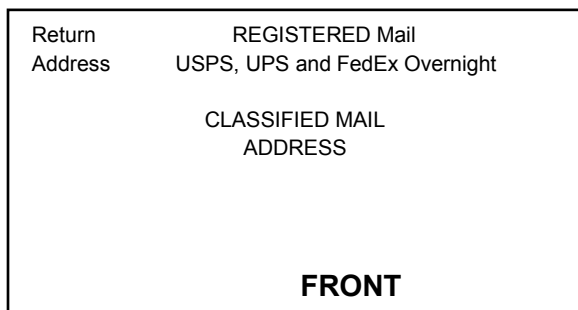 Return REGISTERED Mail
Address USPS, UPS and FedEx Overnight
CLASSIFIED MAIL
ADDRESS
FRONT